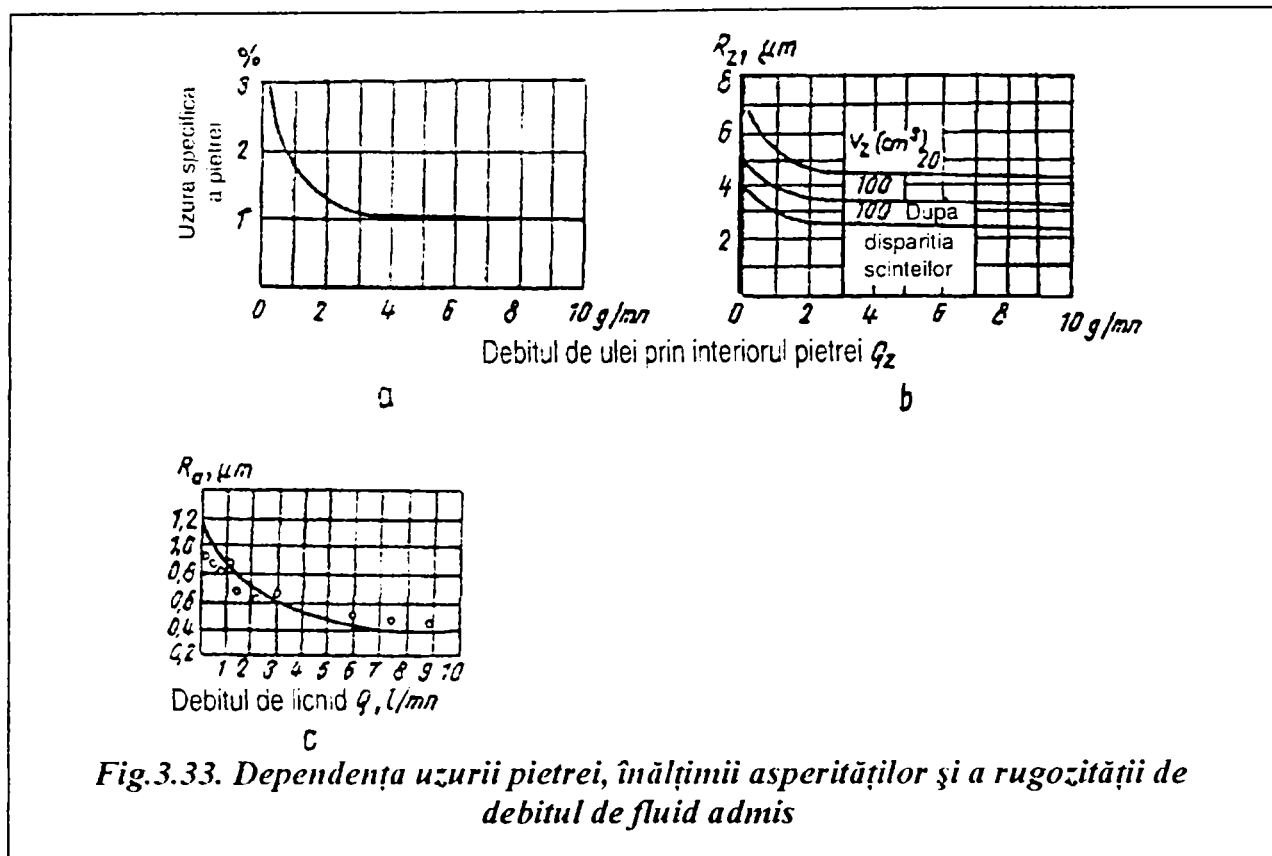 %
3
2
1
Uzura specifica
a pietrei
0 2 4 6 8 10 g/mn
R_z, µm
8
6
4
2
V_z (cm³)
20
100
100 Dupa
disparitia
scinteilor
0 2 4 6 8 10 g/mn
Debitul de ulei prin interiorul pietrei Q_z
a
b
R_a, µm
1,2
1,0
0,8
0,6
0,4
0,2
1 2 3 4 5 6 7 8 9 10
Debitul de licnid Q, l/mn
c
Fig.3.33. Dependența uzurii pietrei, înălțimii asperităților și a rugozității de
debitul de fluid admis